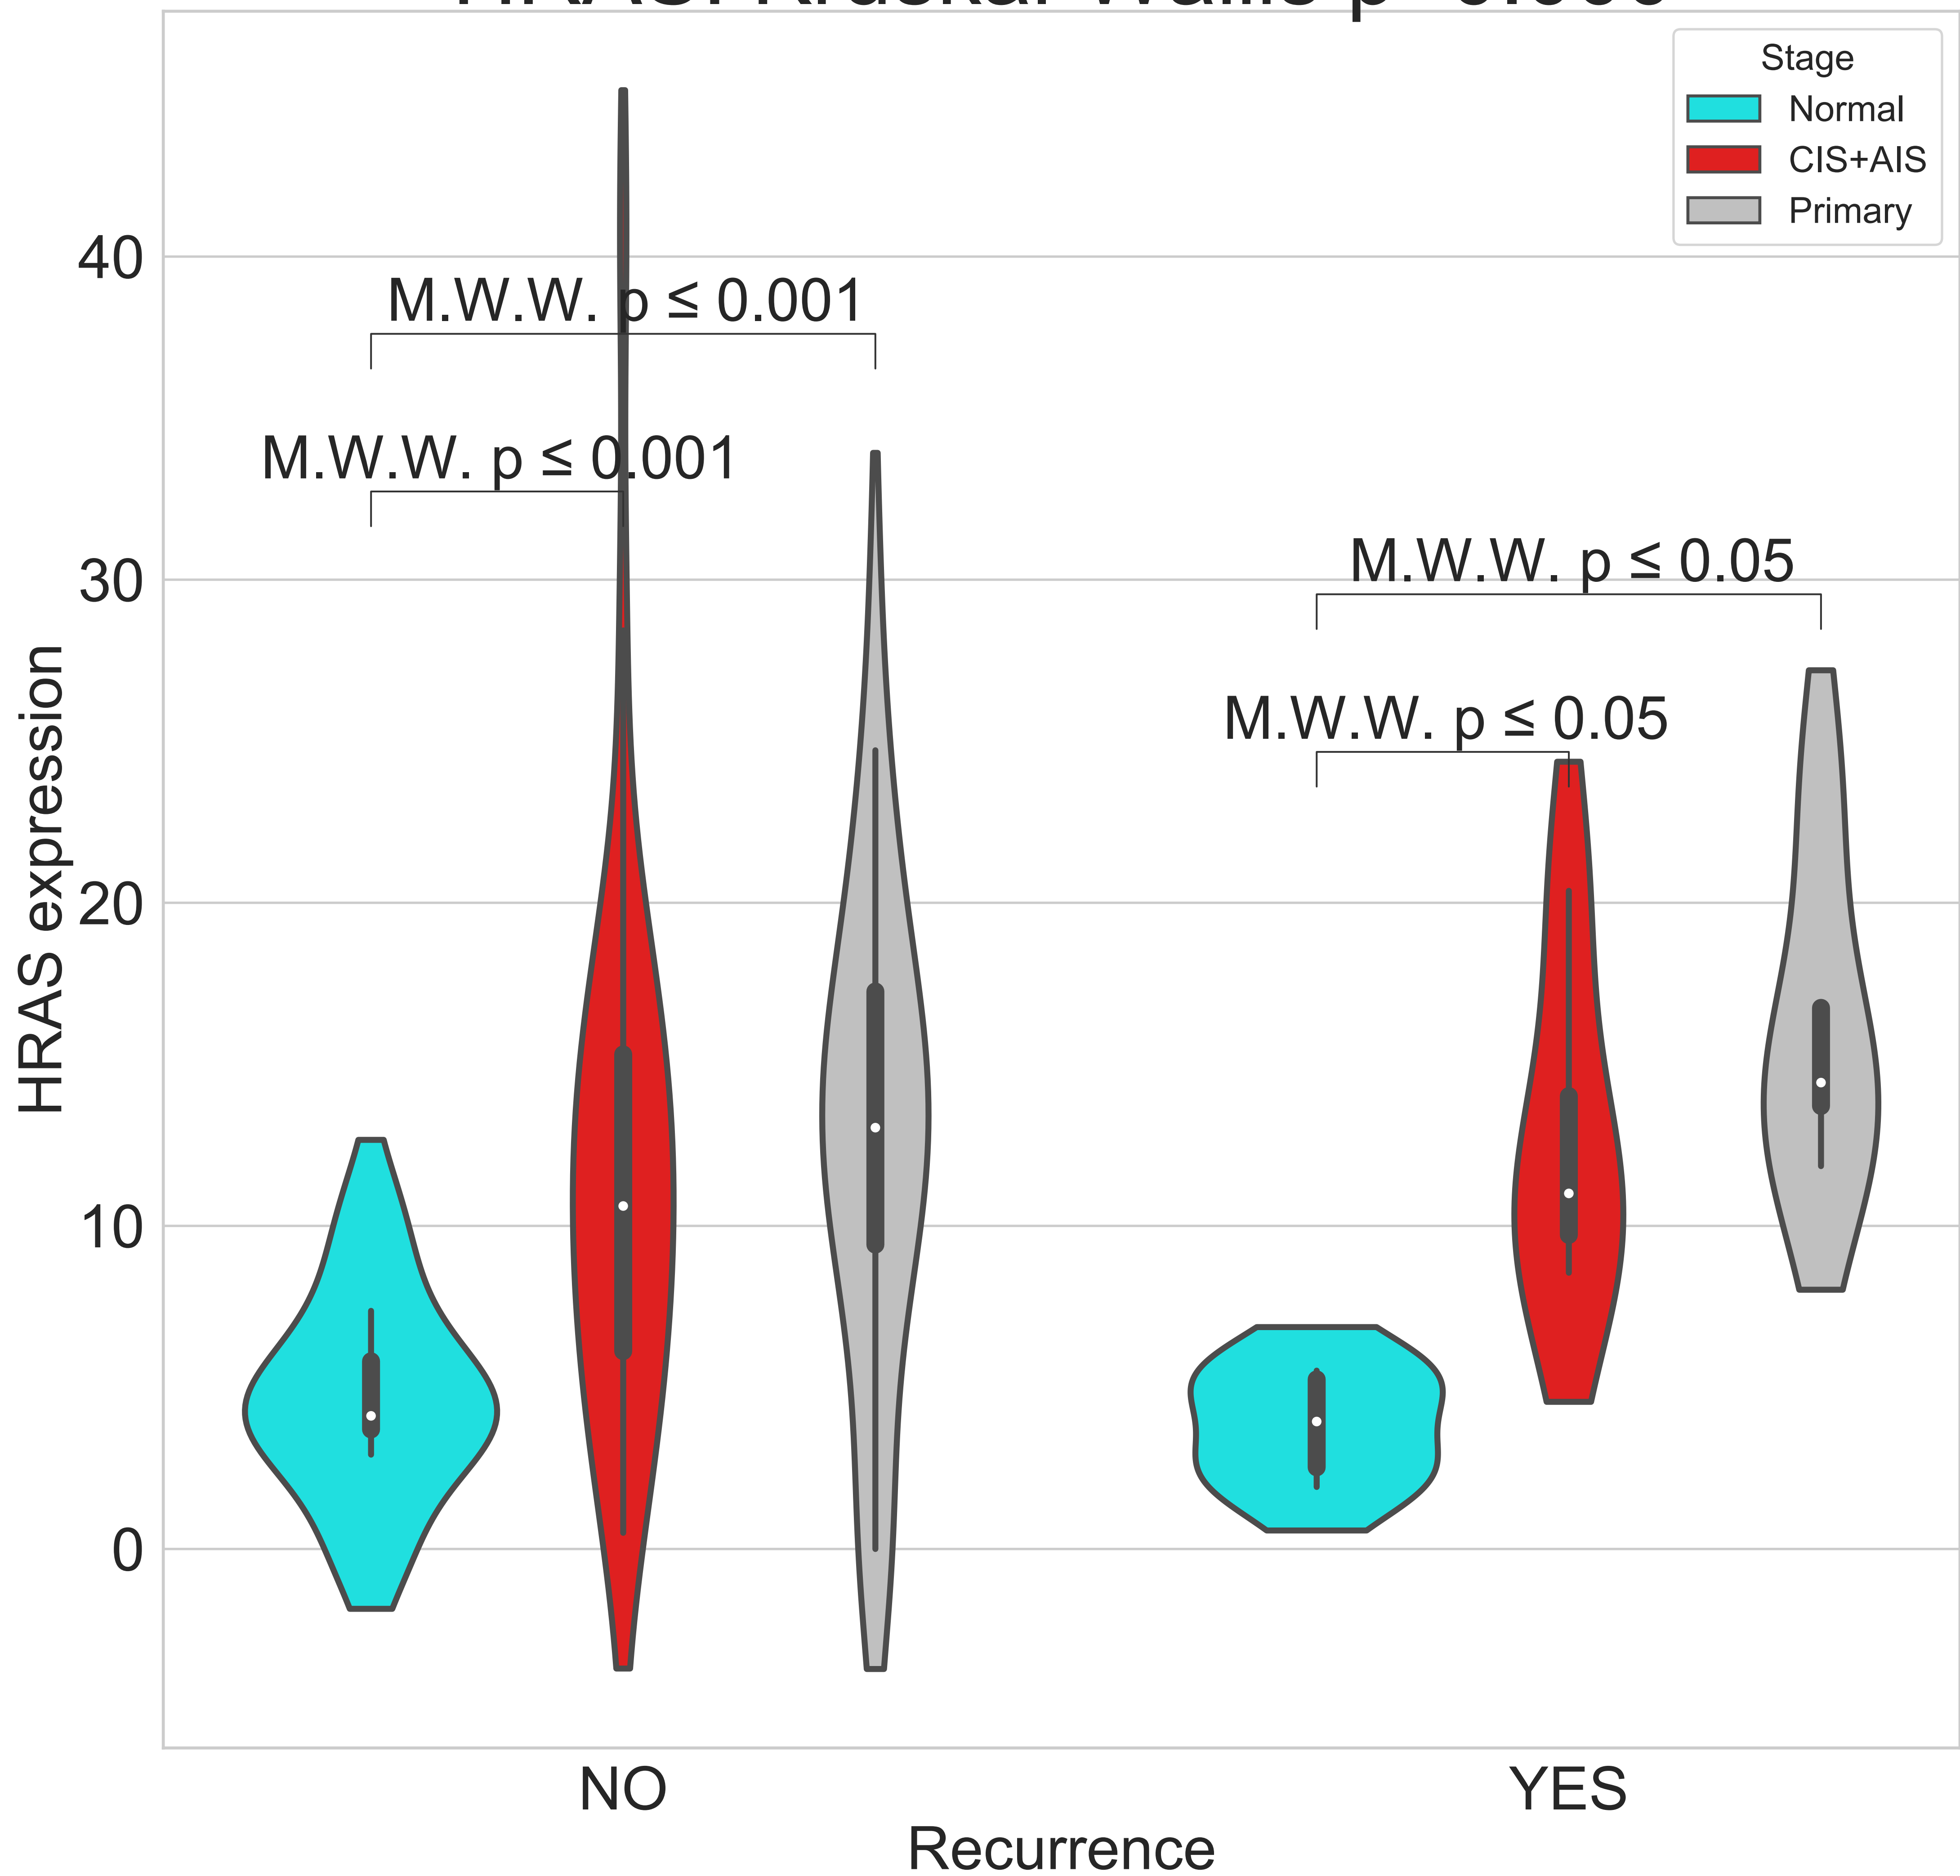 Stage
Normal
CIS+AIS
Primary
40
30
20
10
0
HRAS expression
M.W.W. p ≤ 0.001
M.W.W. p ≤ 0.001
M.W.W. p ≤ 0.05
M.W.W. p ≤ 0.05
NO
YES
Recurrence